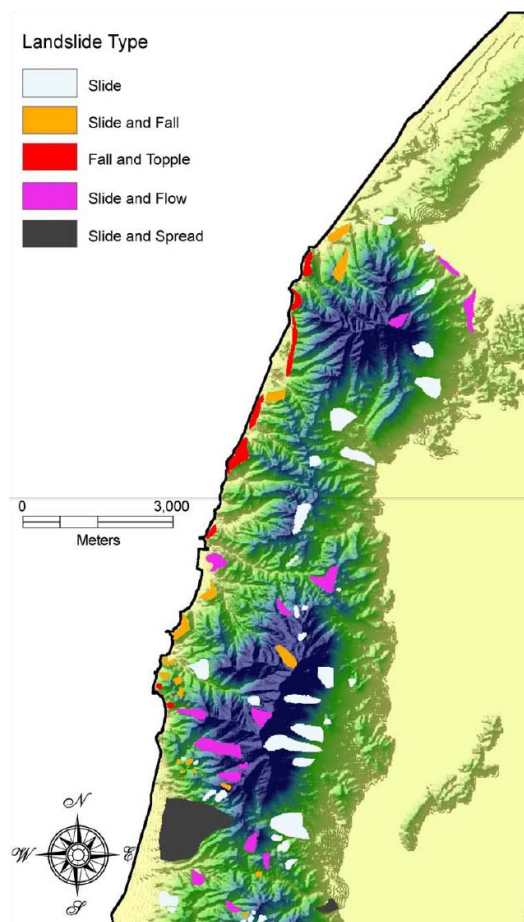 Landslide Type
Slide
Slide and Fall
Fall and Topple
Slide and Flow
Slide and Spread
0 3,000
Meters
N
W E
S